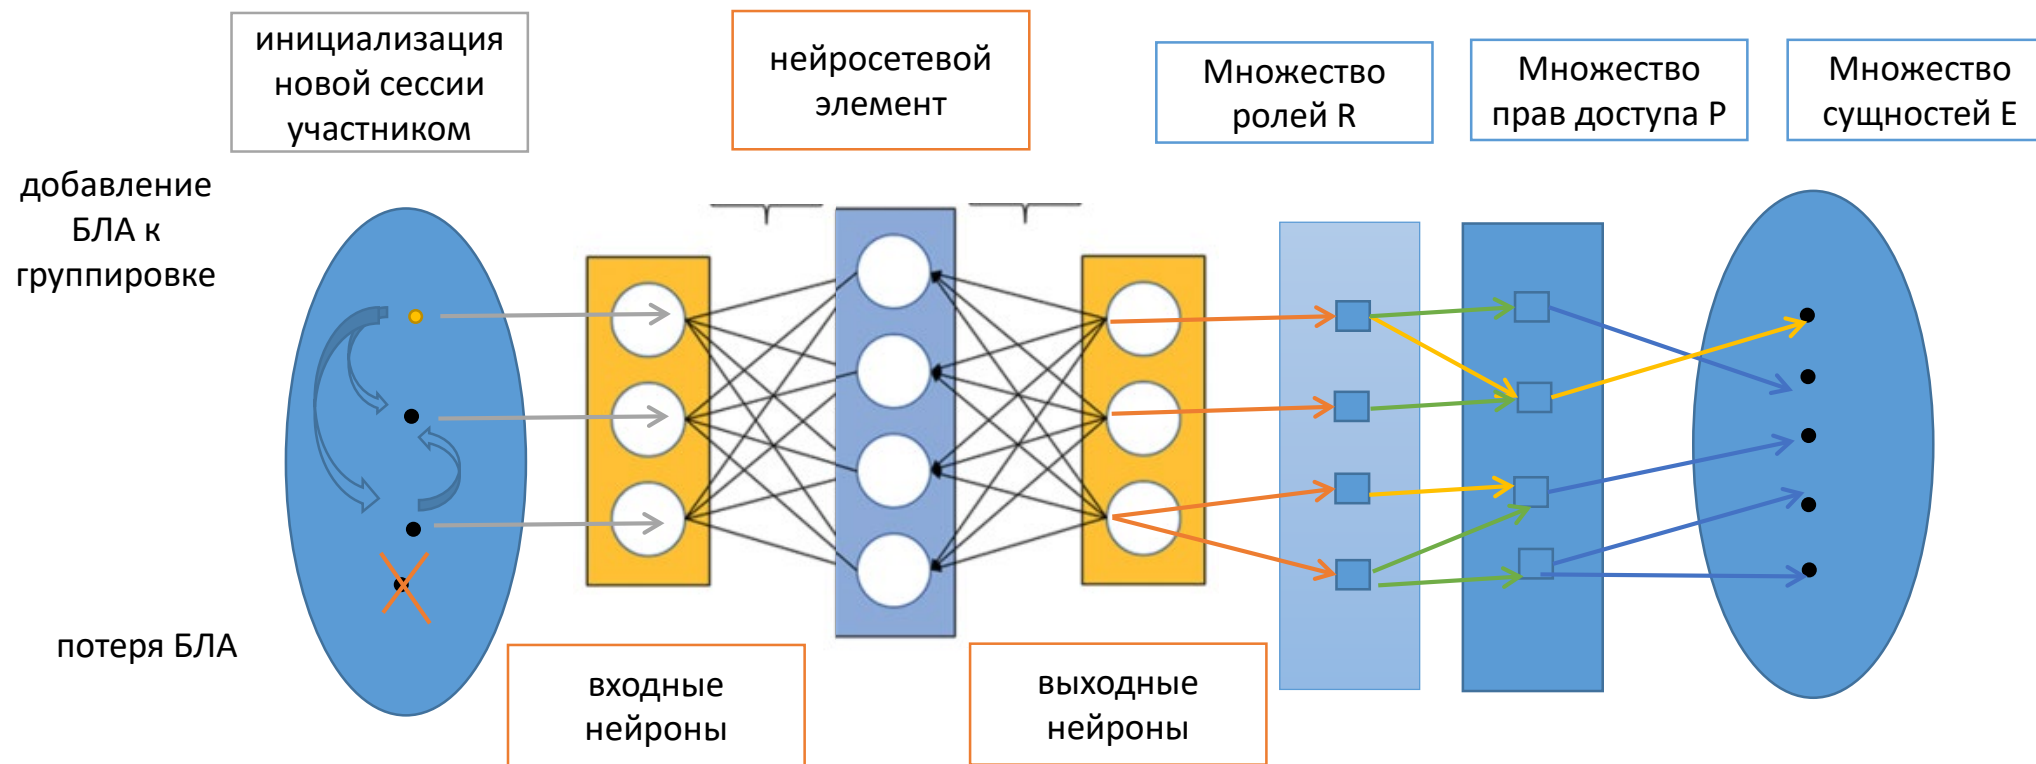 инициализация
новой сессии
участником
нейросетевой
элемент
Множество
ролей R
Множество
прав доступа P
Множество
сущностей E
добавление
БЛА к
группировке
потеря БЛА
входные
нейроны
выходные
нейроны